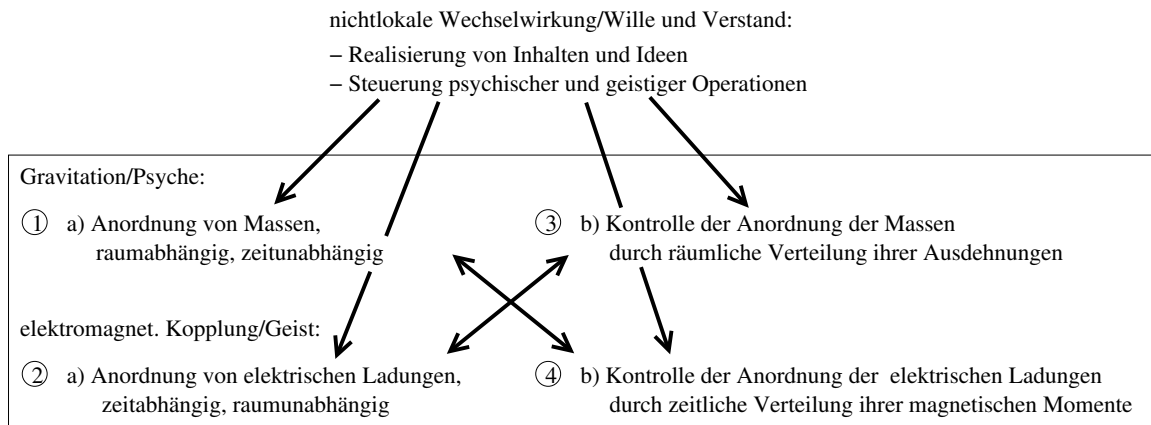 nichtlokale Wechselwirkung/Wille und Verstand:
– Realisierung von Inhalten und Ideen
– Steuerung psychischer und geistiger Operationen
Gravitation/Psyche:
① a) Anordnung von Massen,
raumabhängig, zeitunabhängig
③ b) Kontrolle der Anordnung der Massen
durch räumliche Verteilung ihrer Ausdehnungen
elektromagnet. Kopplung/Geist:
② a) Anordnung von elektrischen Ladungen,
zeitabhängig, raumunabhängig
④ b) Kontrolle der Anordnung der elektrischen Ladungen
durch zeitliche Verteilung ihrer magnetischen Momente